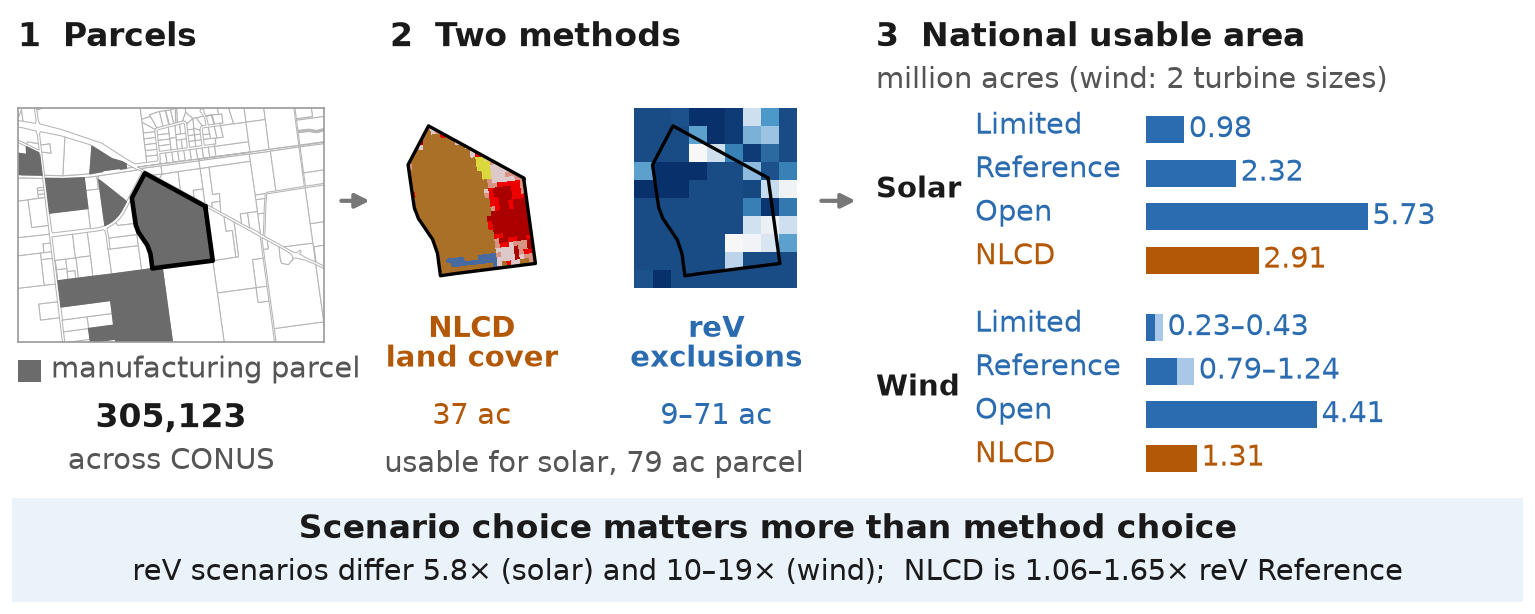 1 Parcels
manufacturing parcel
305,123
across CONUS
2 Two methods
NLCD
land cover
37 ac
reV
exclusions
9–71 ac
usable for solar, 79 ac parcel
3 National usable area
million acres (wind: 2 turbine sizes)
Solar
Limited 0.98
Reference 2.32
Open 5.73
NLCD 2.91
Wind
Limited 0.23–0.43
Reference 0.79–1.24
Open 4.41
NLCD 1.31
Scenario choice matters more than method choice
reV scenarios differ 5.8× (solar) and 10–19× (wind); NLCD is 1.06–1.65× reV Reference